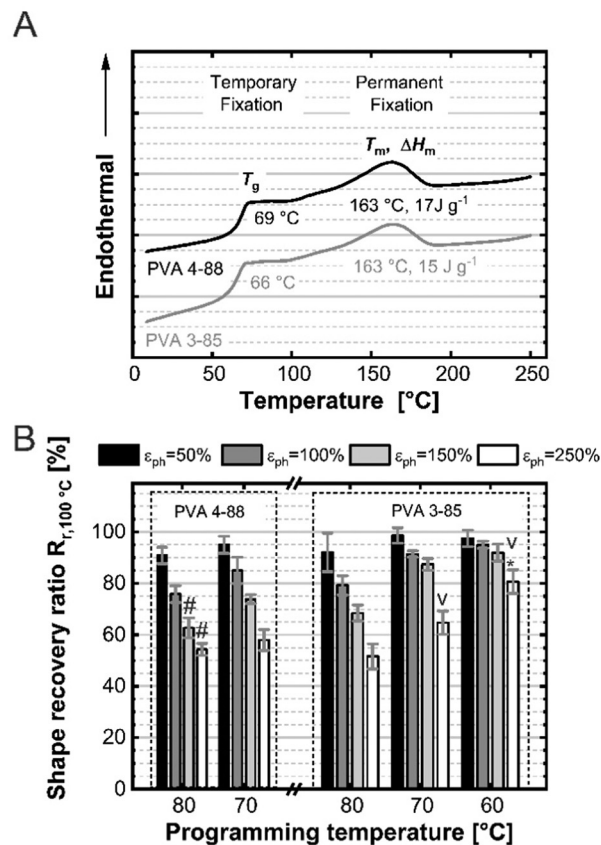 A
Endothermal
Temporary Fixation
Permanent Fixation
Tg
Tm, ΔHm
69 °C
163 °C, 17J g-1
PVA 4-88
66 °C
163 °C, 15 J g-1
PVA 3-85
0 50 100 150 200 250
Temperature [°C]
B
εph=50% εph=100% εph=150% εph=250%
Shape recovery ratio Rr,100 °C [%]
PVA 4-88
PVA 3-85
100
80
60
40
20
0
#
#
v
v
*
80 70 80 70 60
Programming temperature [°C]